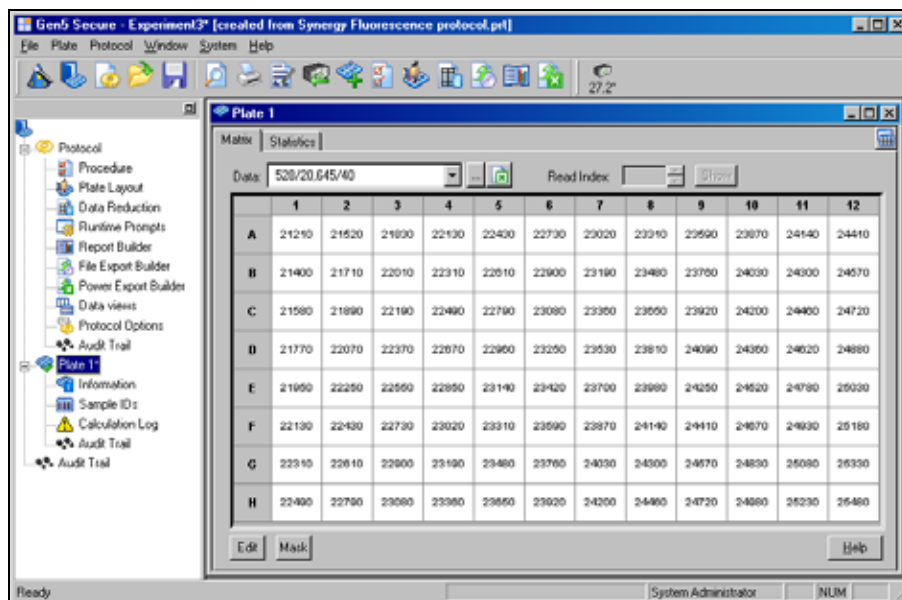 Gen5 Secure - Experiment3* [created from Synergy Fluorescence protocol.prt]
File Plate Protocol Window System Help
27.2°
Protocol
Procedure
Plate Layout
Data Reduction
Runtime Prompts
Report Builder
File Export Builder
Power Export Builder
Data views
Protocol Options
Audit Trail
Plate 1*
Information
Sample IDs
Calculation Log
Audit Trail
Audit Trail
Plate 1
Matrix Statistics
Data: 528/20,645/40 ... Read Index: Show
1 2 3 4 5 6 7 8 9 10 11 12
A 21210 21520 21830 22130 22430 22730 23020 23310 23590 23870 24140 24410
B 21400 21710 22010 22310 22610 22900 23190 23480 23760 24030 24300 24570
C 21580 21890 22190 22490 22790 23080 23360 23650 23920 24200 24460 24720
D 21770 22070 22370 22670 22960 23250 23530 23810 24090 24360 24620 24880
E 21950 22250 22550 22850 23140 23420 23700 23980 24250 24520 24780 25030
F 22130 22430 22730 23020 23310 23590 23870 24140 24410 24670 24930 25180
G 22310 22610 22900 23190 23480 23760 24030 24300 24570 24830 25080 25330
H 22490 22790 23080 23360 23650 23920 24200 24460 24720 24980 25230 25480
Edit Mask Help
Ready System Administrator NUM